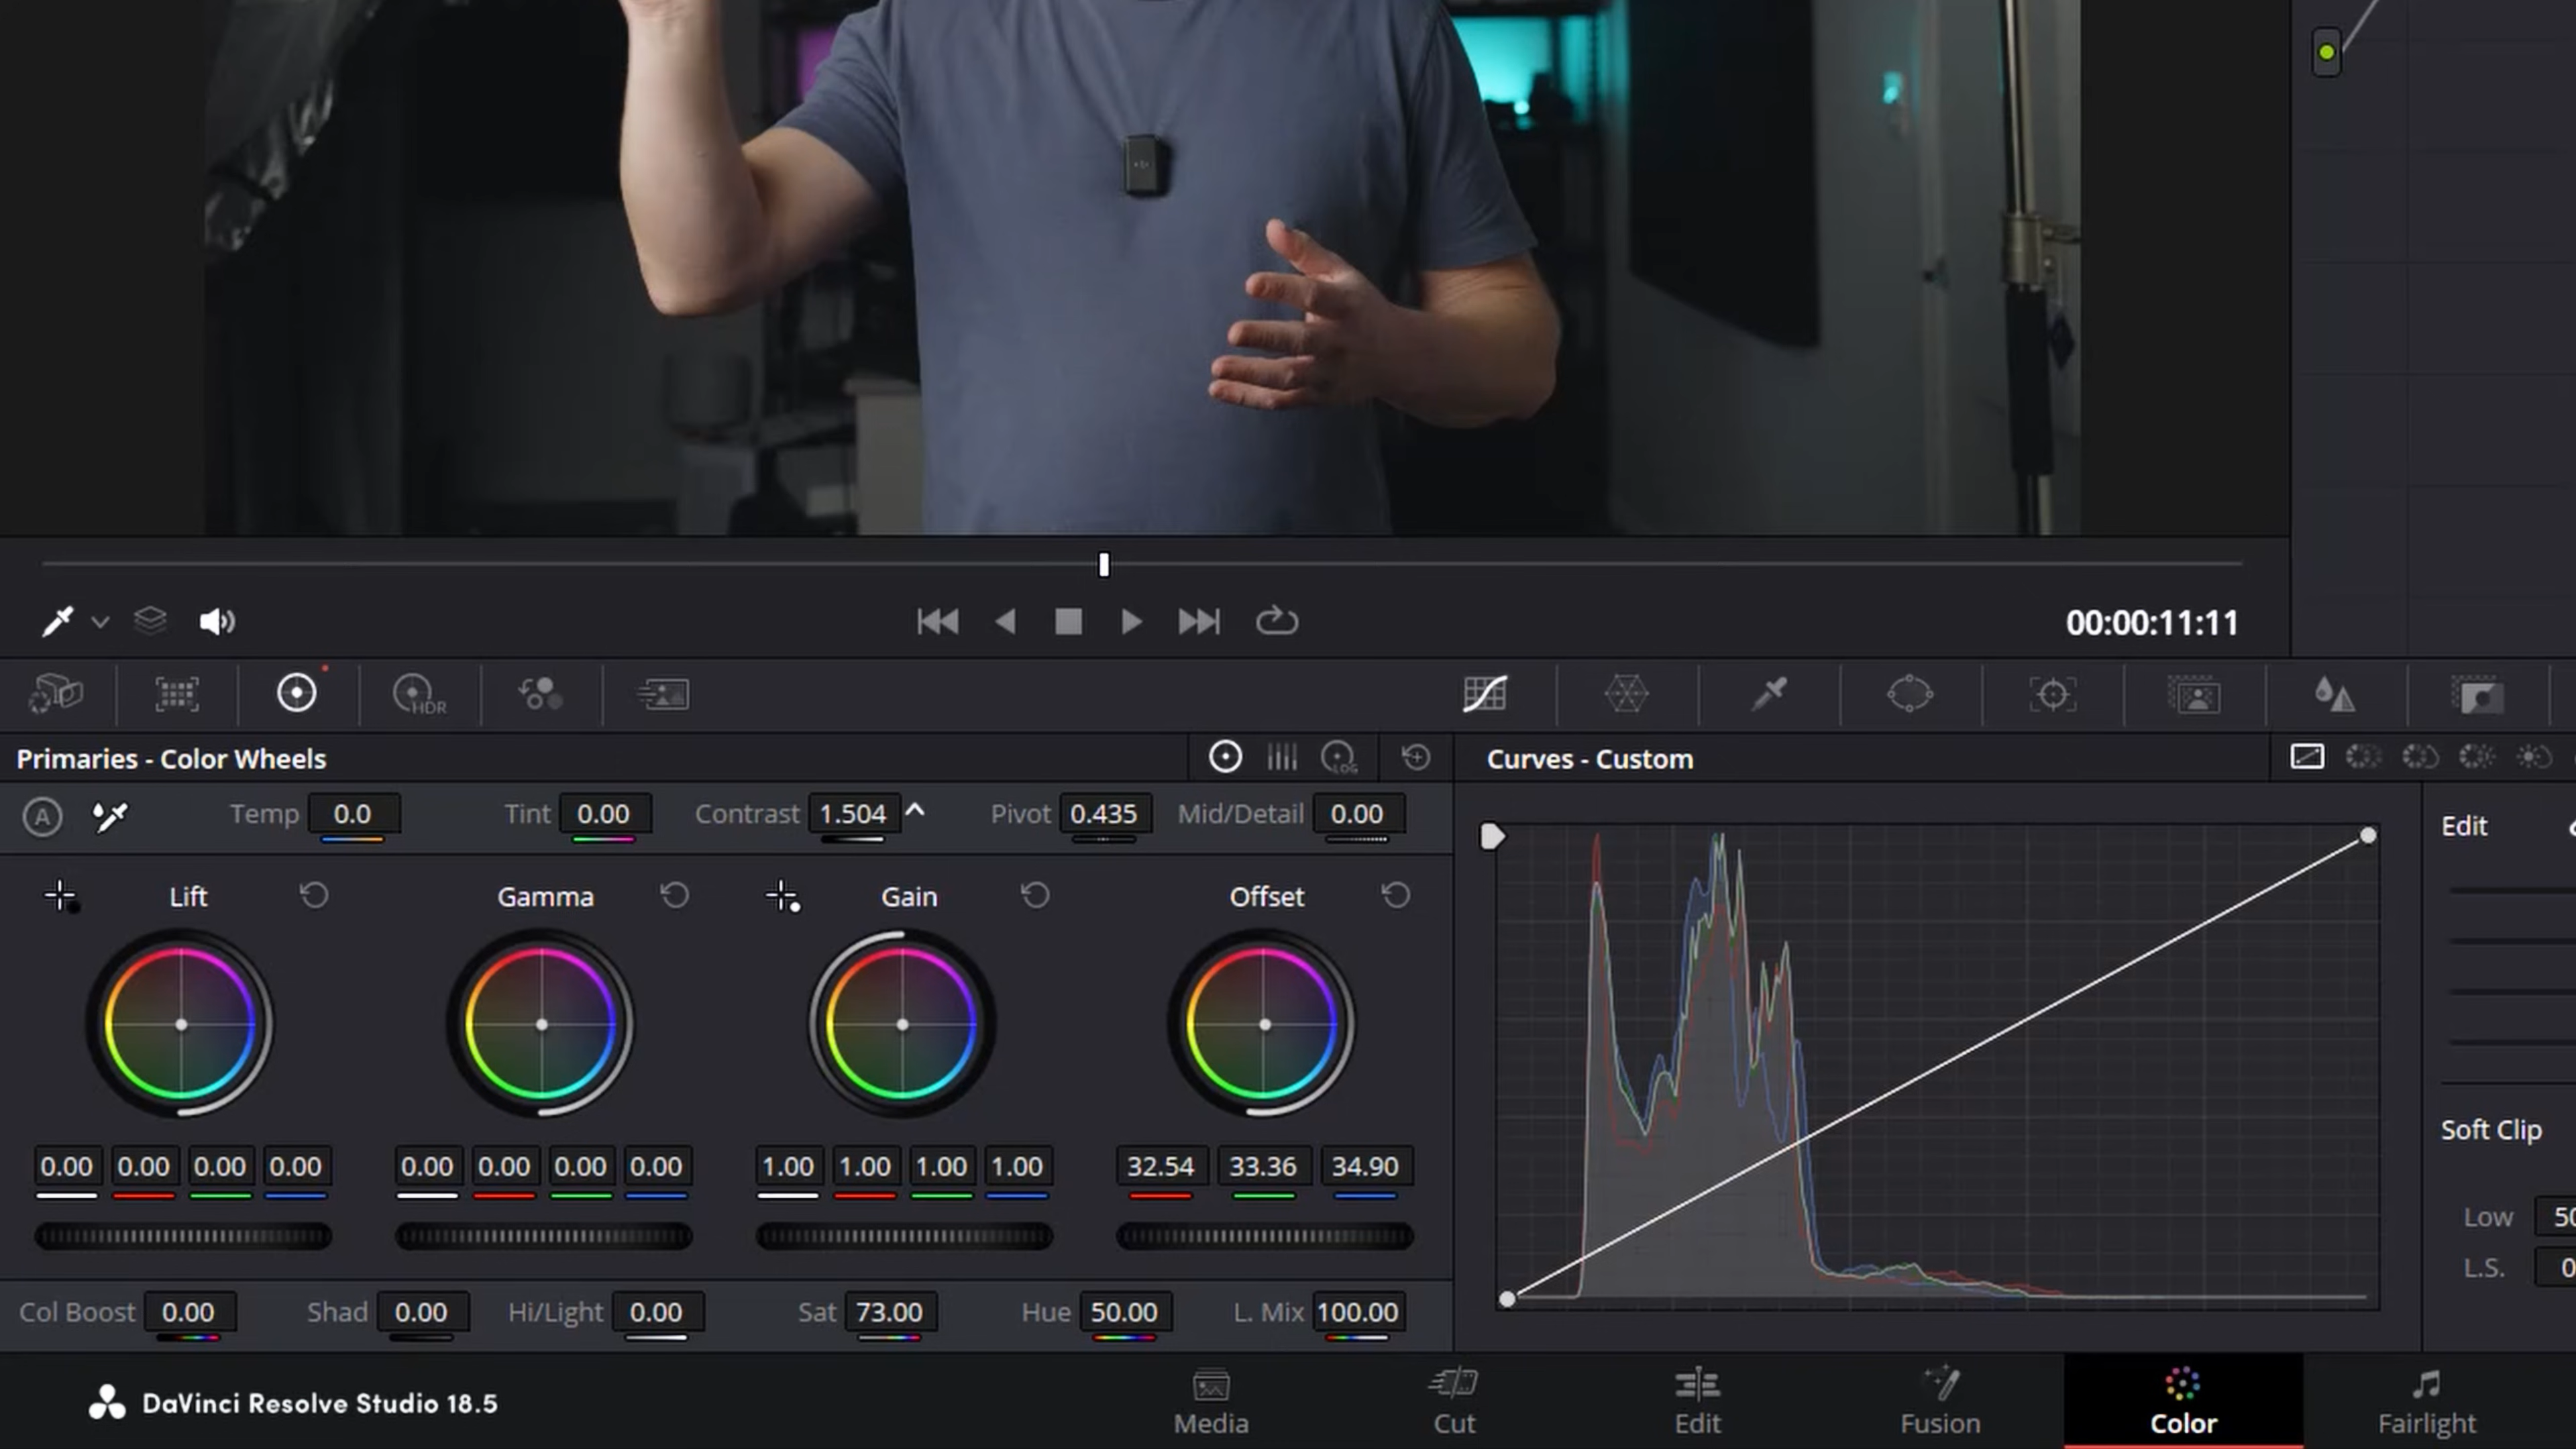 00:00:11:11
HDR
Primaries - Color Wheels
LOG
Curves - Custom
A
Temp 0.0
Tint 0.00
Contrast 1.504
Pivot 0.435
Mid/Detail 0.00
Edit
Lift
Gamma
Gain
Offset
0.00 0.00 0.00 0.00
0.00 0.00 0.00 0.00
1.00 1.00 1.00 1.00
32.54 33.36 34.90
Soft Clip
Low 50
L.S. 0
Col Boost 0.00
Shad 0.00
Hi/Light 0.00
Sat 73.00
Hue 50.00
L. Mix 100.00
DaVinci Resolve Studio 18.5
Media
Cut
Edit
Fusion
Color
Fairlight